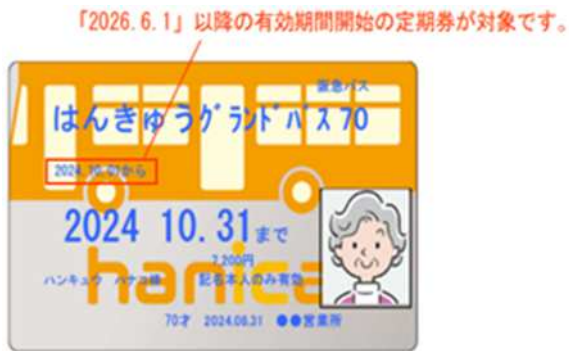 「2026.6.1」以降の有効期間開始の定期券が対象です。
阪急バス
はんきゅうグランドバス70
2024.10.01から
2024 10.31まで
7,200円
ハンキュウ ハナコ様 記名本人のみ有効
hanica
70才 2024.08.31 ●●営業所